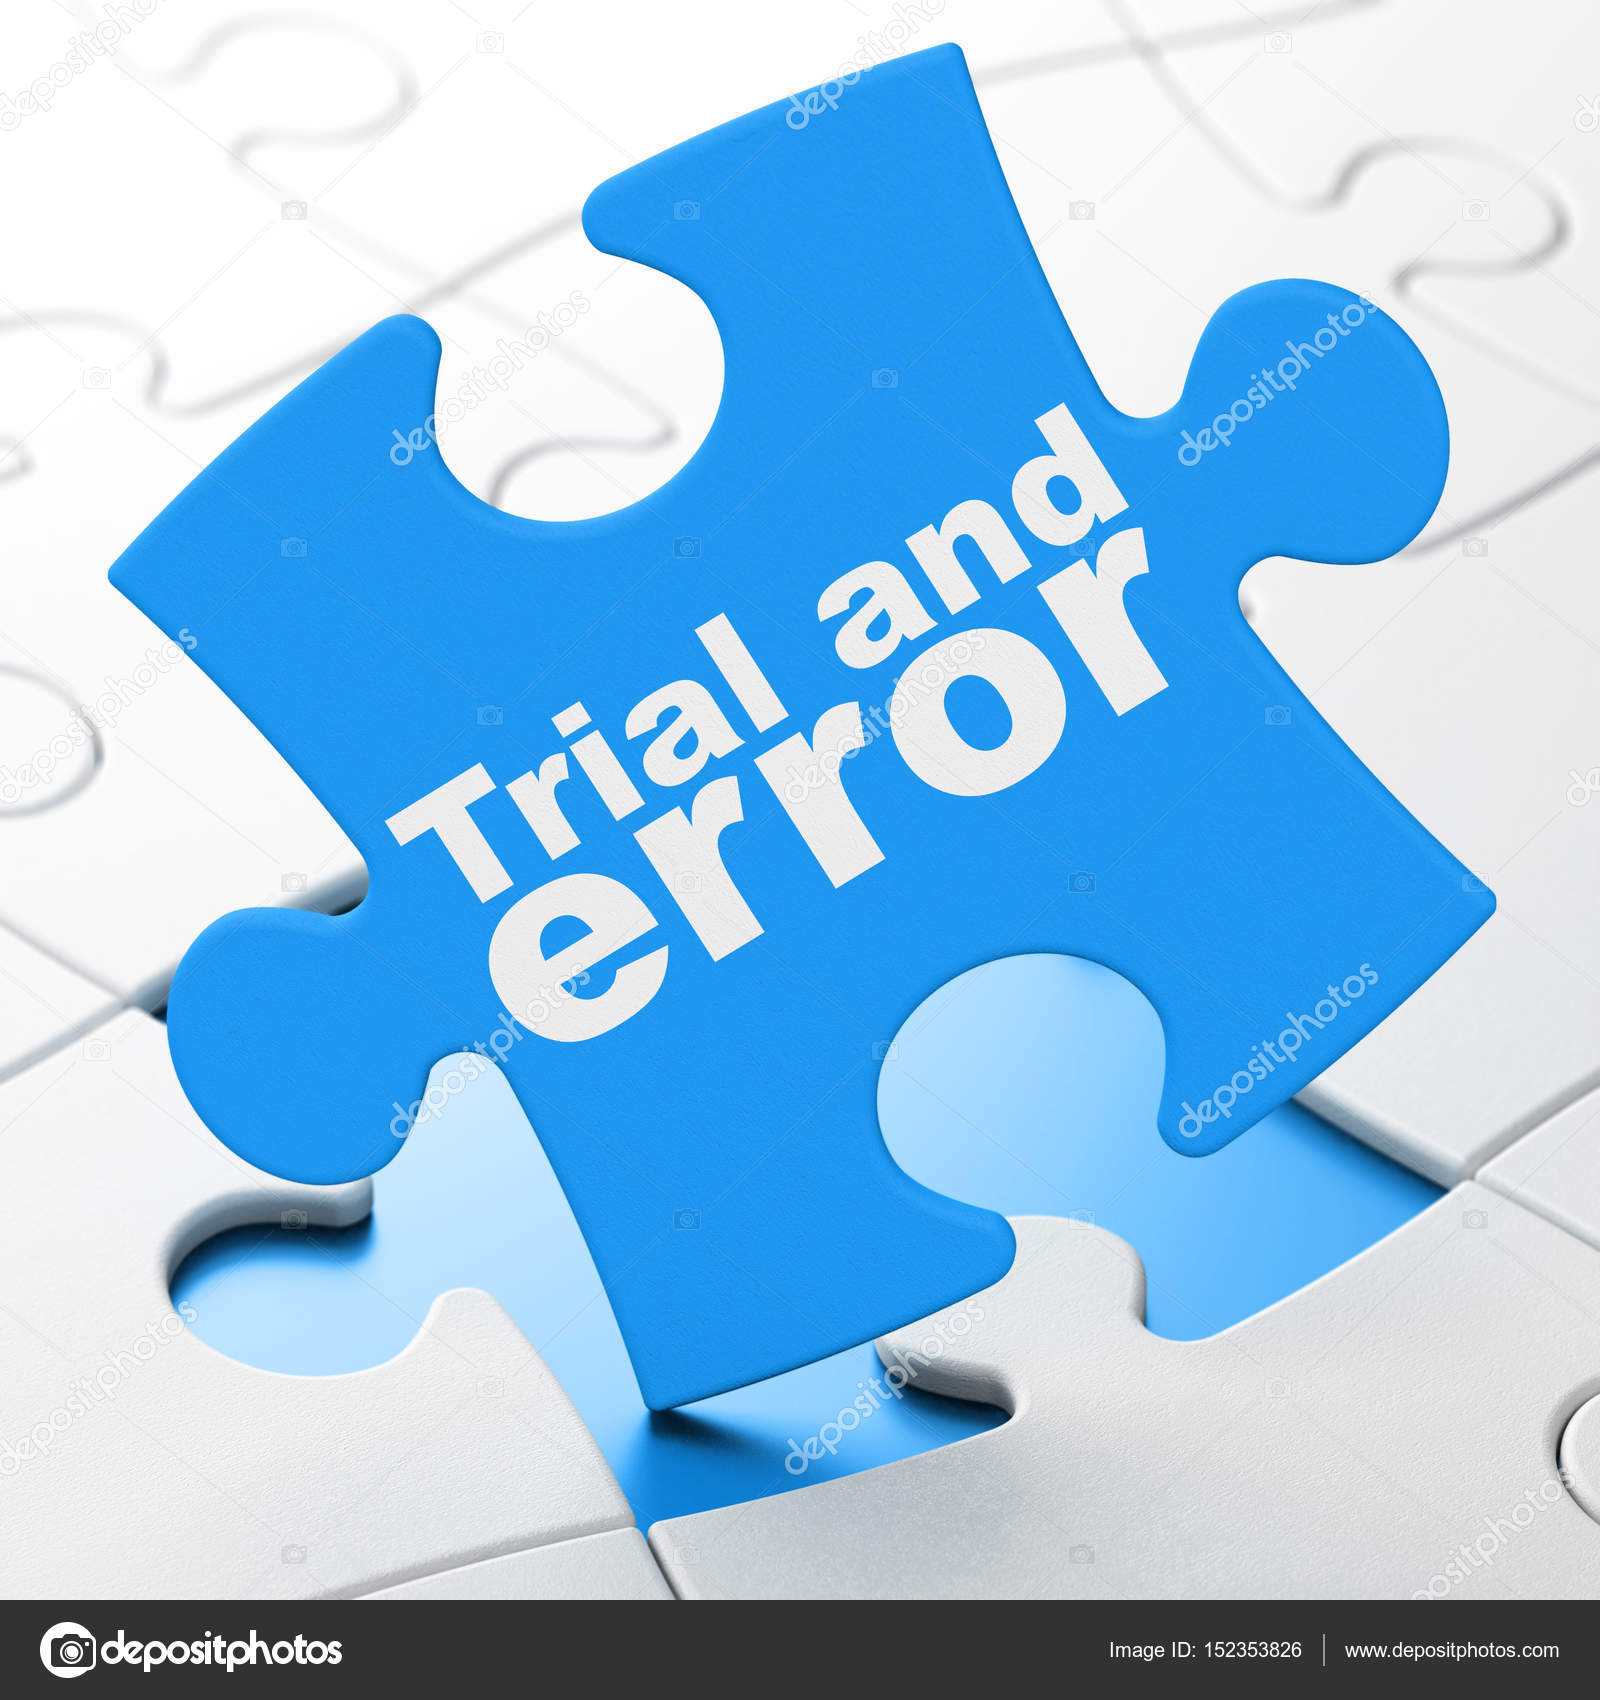 Trial and
error
depositphotos
Image ID: 152353826
www.depositphotos.com